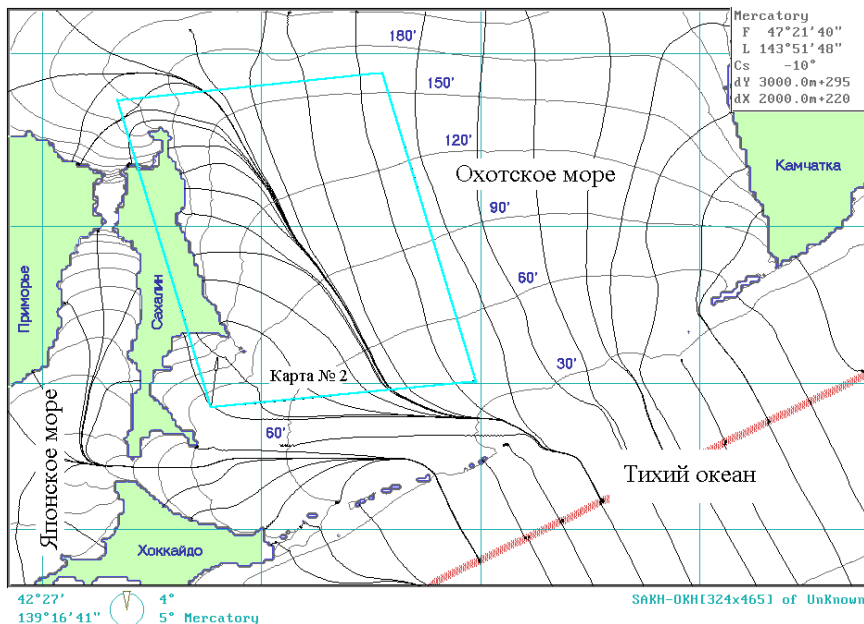 Mercatory
F 47°21'40"
L 143°51'48"
Cs -10°
dY 3000.0m+295
dX 2000.0m+220
180'
150'
120'
Охотское море
Камчатка
90'
60'
Приморье
Сахалин
30'
Карта № 2
60'
Японское море
Тихий океан
Хоккайдо
42°27'
4°
139°16'41"
5° Mercatory
SAKH-OKH[324x465] of UnKnown